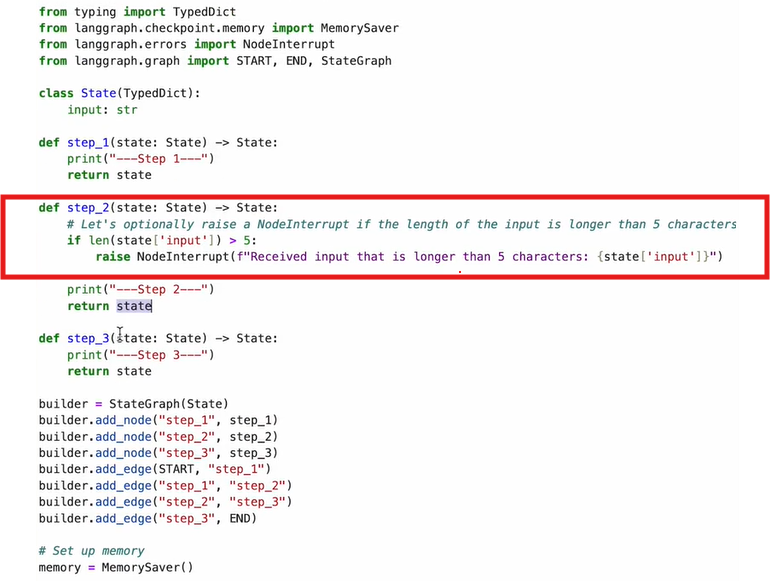 from typing import TypedDict
from langgraph.checkpoint.memory import MemorySaver
from langgraph.errors import NodeInterrupt
from langgraph.graph import START, END, StateGraph
class State(TypedDict):
    input: str
def step_1(state: State) -> State:
    print("---Step 1---")
    return state
def step_2(state: State) -> State:
    # Let's optionally raise a NodeInterrupt if the length of the input is longer than 5 characters
    if len(state['input']) > 5:
        raise NodeInterrupt(f"Received input that is longer than 5 characters: {state['input']}")
    print("---Step 2---")
    return state
def step_3(state: State) -> State:
    print("---Step 3---")
    return state
builder = StateGraph(State)
builder.add_node("step_1", step_1)
builder.add_node("step_2", step_2)
builder.add_node("step_3", step_3)
builder.add_edge(START, "step_1")
builder.add_edge("step_1", "step_2")
builder.add_edge("step_2", "step_3")
builder.add_edge("step_3", END)
# Set up memory
memory = MemorySaver()